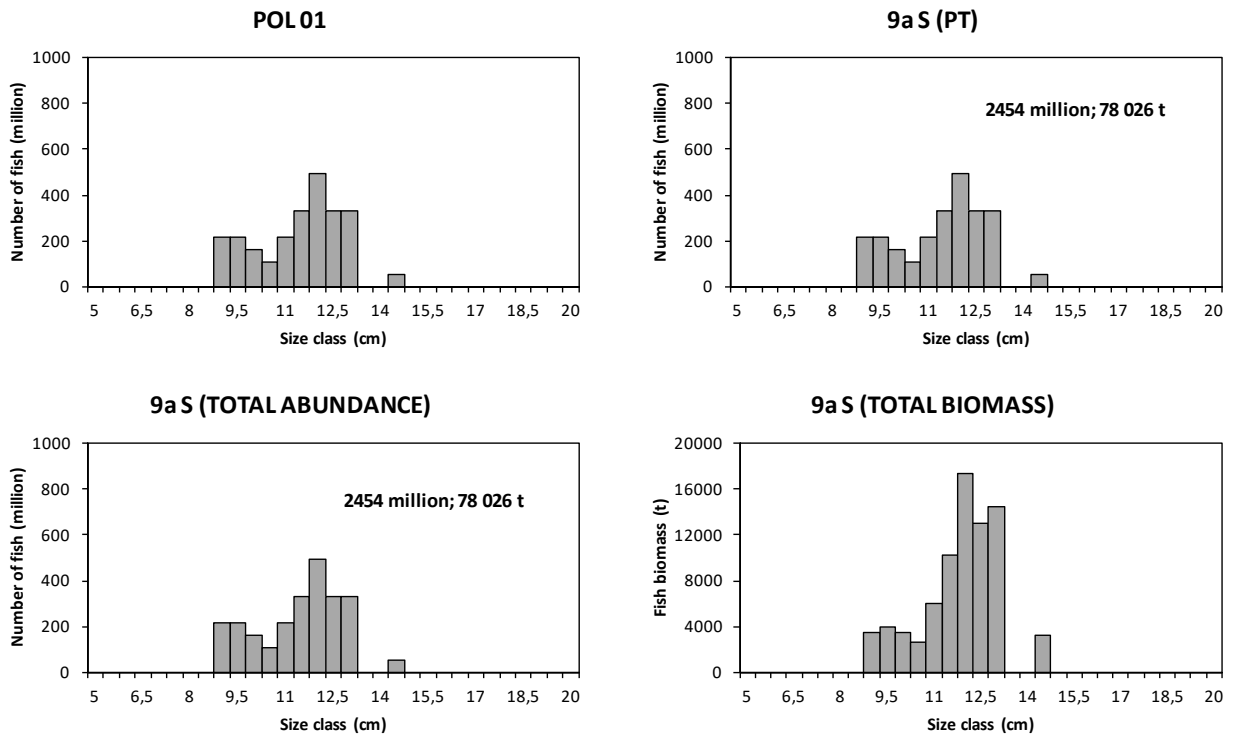 POL 01
1000
800
600
400
200
0
Number of fish (million)
5 6,5 8 9,5 11 12,5 14 15,5 17 18,5 20
Size class (cm)
9a S (PT)
1000
800
600
400
200
0
Number of fish (million)
2454 million; 78 026 t
5 6,5 8 9,5 11 12,5 14 15,5 17 18,5 20
Size class (cm)
9a S (TOTAL ABUNDANCE)
1000
800
600
400
200
0
Number of fish (million)
2454 million; 78 026 t
5 6,5 8 9,5 11 12,5 14 15,5 17 18,5 20
Size class (cm)
9a S (TOTAL BIOMASS)
20000
16000
12000
8000
4000
0
Fish biomass (t)
5 6,5 8 9,5 11 12,5 14 15,5 17 18,5 20
Size class (cm)